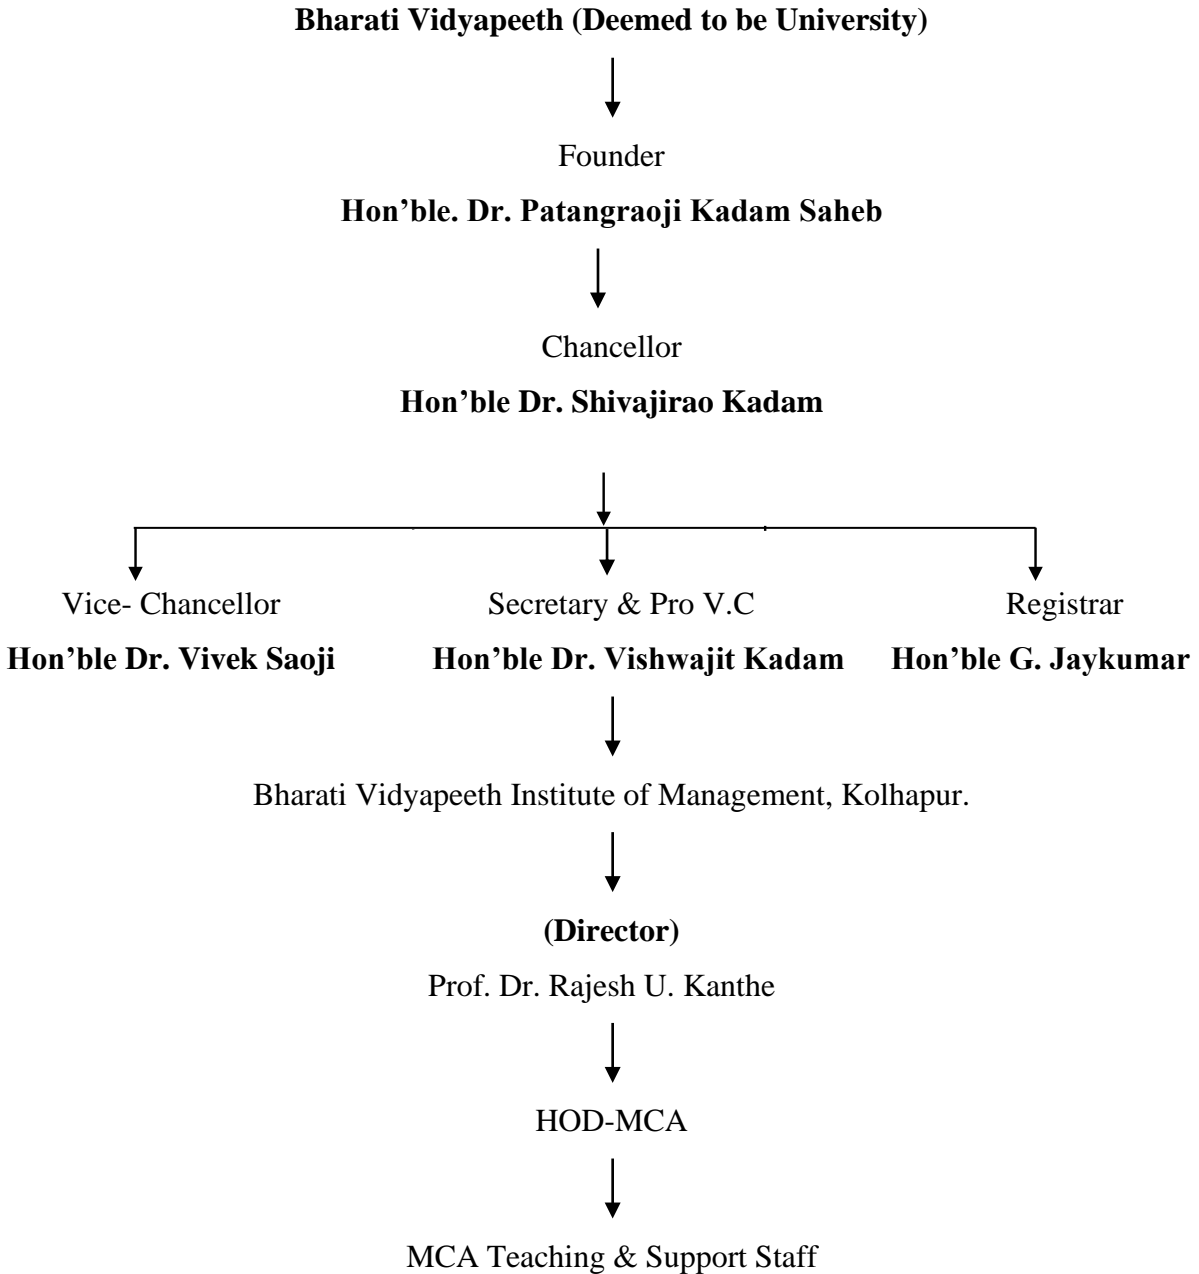 Bharati Vidyapeeth (Deemed to be University)
Founder
Hon’ble. Dr. Patangraoji Kadam Saheb
Chancellor
Hon’ble Dr. Shivajirao Kadam
Vice- Chancellor
Secretary & Pro V.C
Registrar
Hon’ble Dr. Vivek Saoji
Hon’ble Dr. Vishwajit Kadam
Hon’ble G. Jaykumar
Bharati Vidyapeeth Institute of Management, Kolhapur.
(Director)
Prof. Dr. Rajesh U. Kanthe
HOD-MCA
MCA Teaching & Support Staff